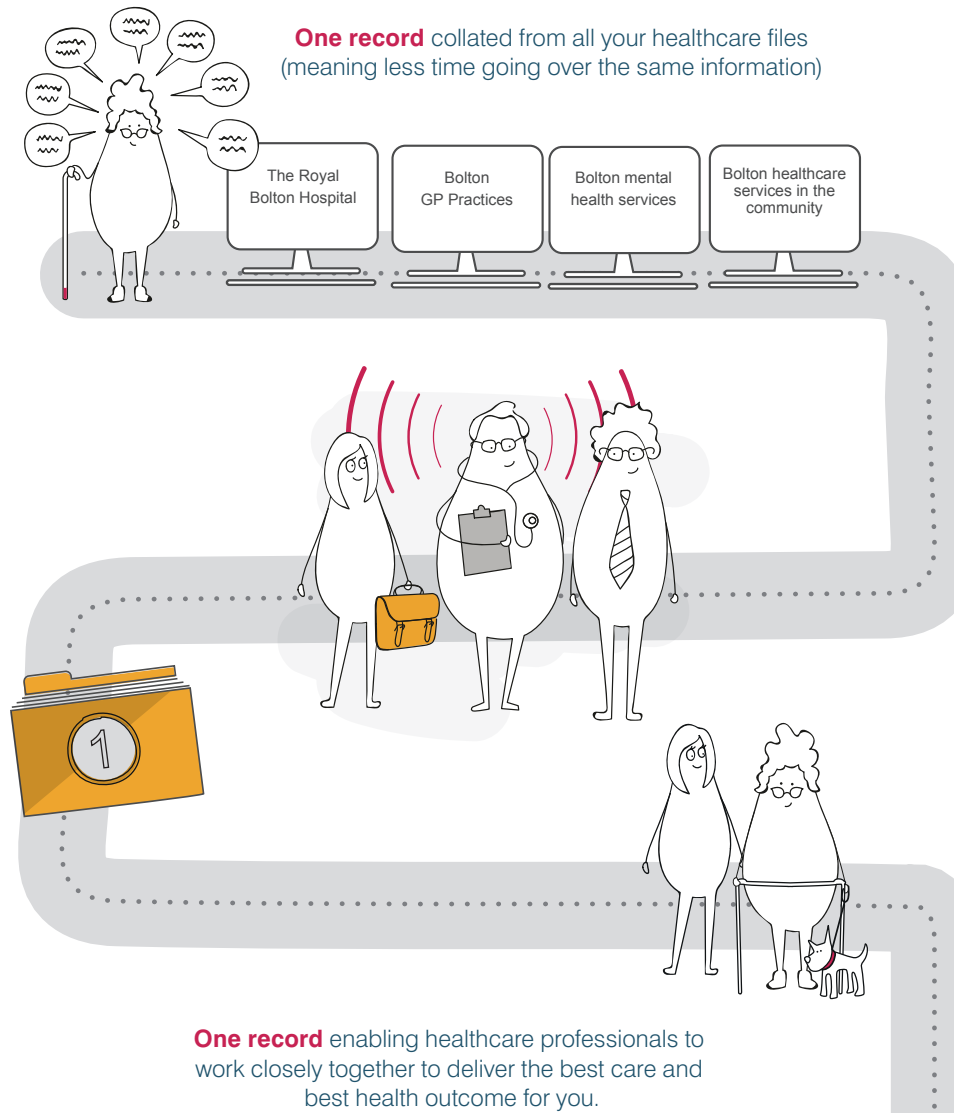 One record collated from all your healthcare files
(meaning less time going over the same information)
The Royal
Bolton Hospital
Bolton
GP Practices
Bolton mental
health services
Bolton healthcare
services in the
community
1
One record enabling healthcare professionals to
work closely together to deliver the best care and
best health outcome for you.